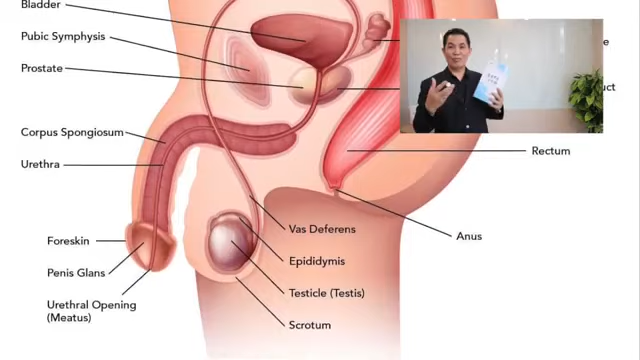 Bladder
Pubic Symphysis
Prostate
Corpus Spongiosum
Urethra
Foreskin
Penis Glans
Urethral Opening
(Meatus)
Vas Deferens
Epididymis
Testicle (Testis)
Scrotum
Rectum
Anus